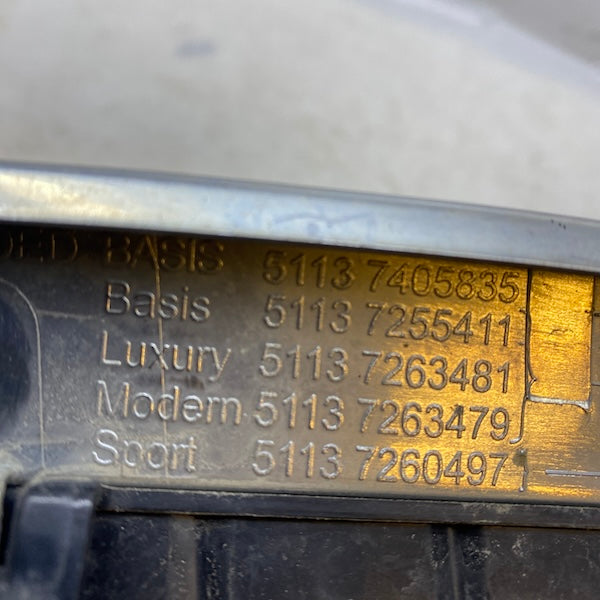 BASIS 5113 7405835
Basis 5113 7255411
Luxury 5113 7263481
Modern 5113 7263479
Sport 5113 7260497